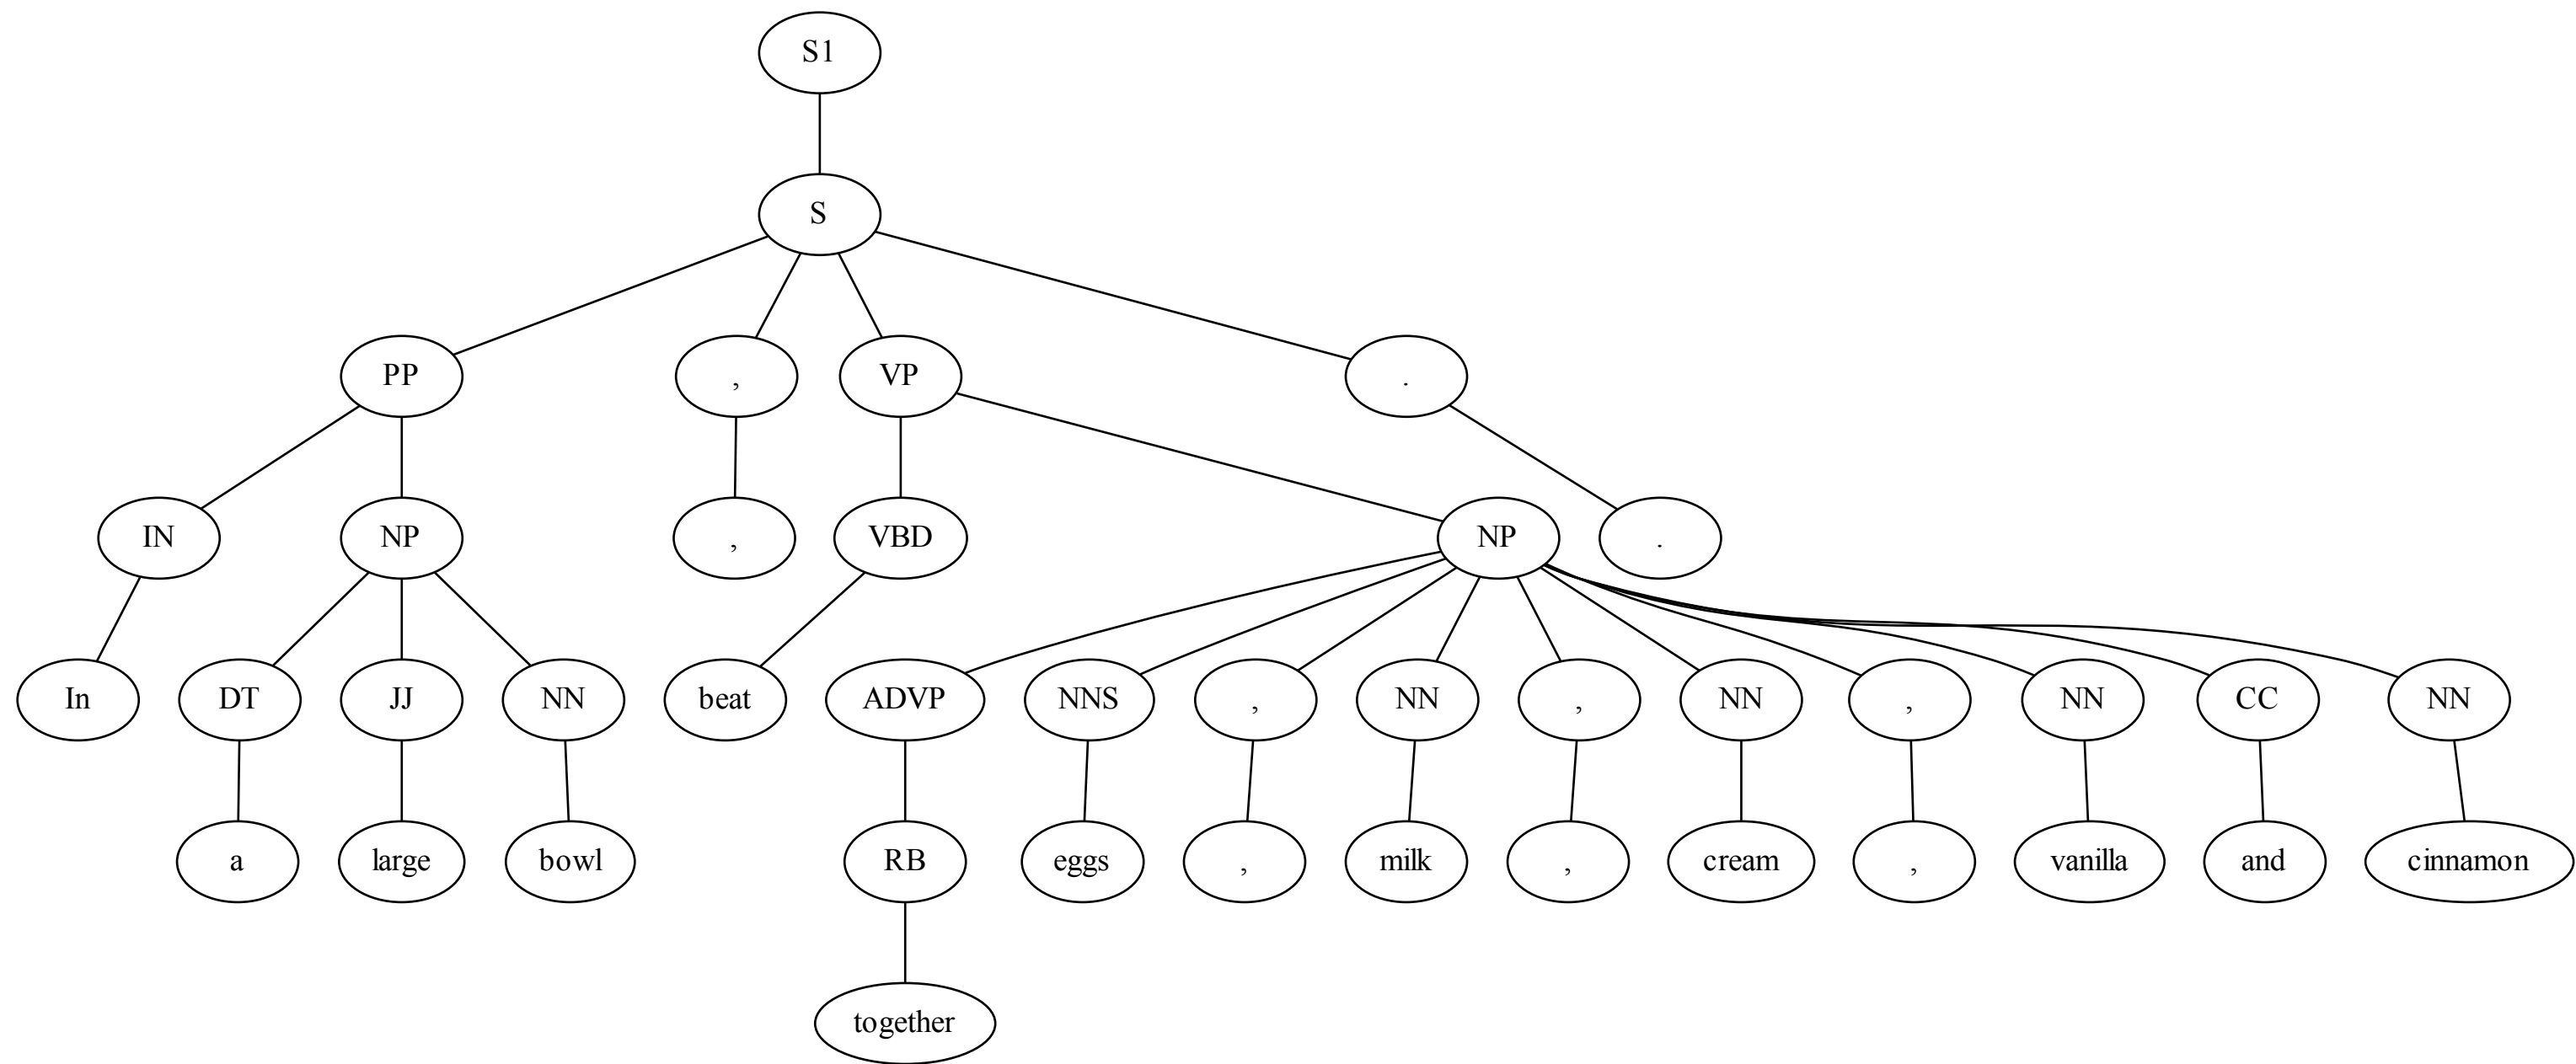 S1
S
PP , VP .
IN NP , VBD NP .
In DT JJ NN beat ADVP NNS , NN , NN , NN CC NN
a large bowl RB eggs , milk , cream , vanilla and cinnamon
together